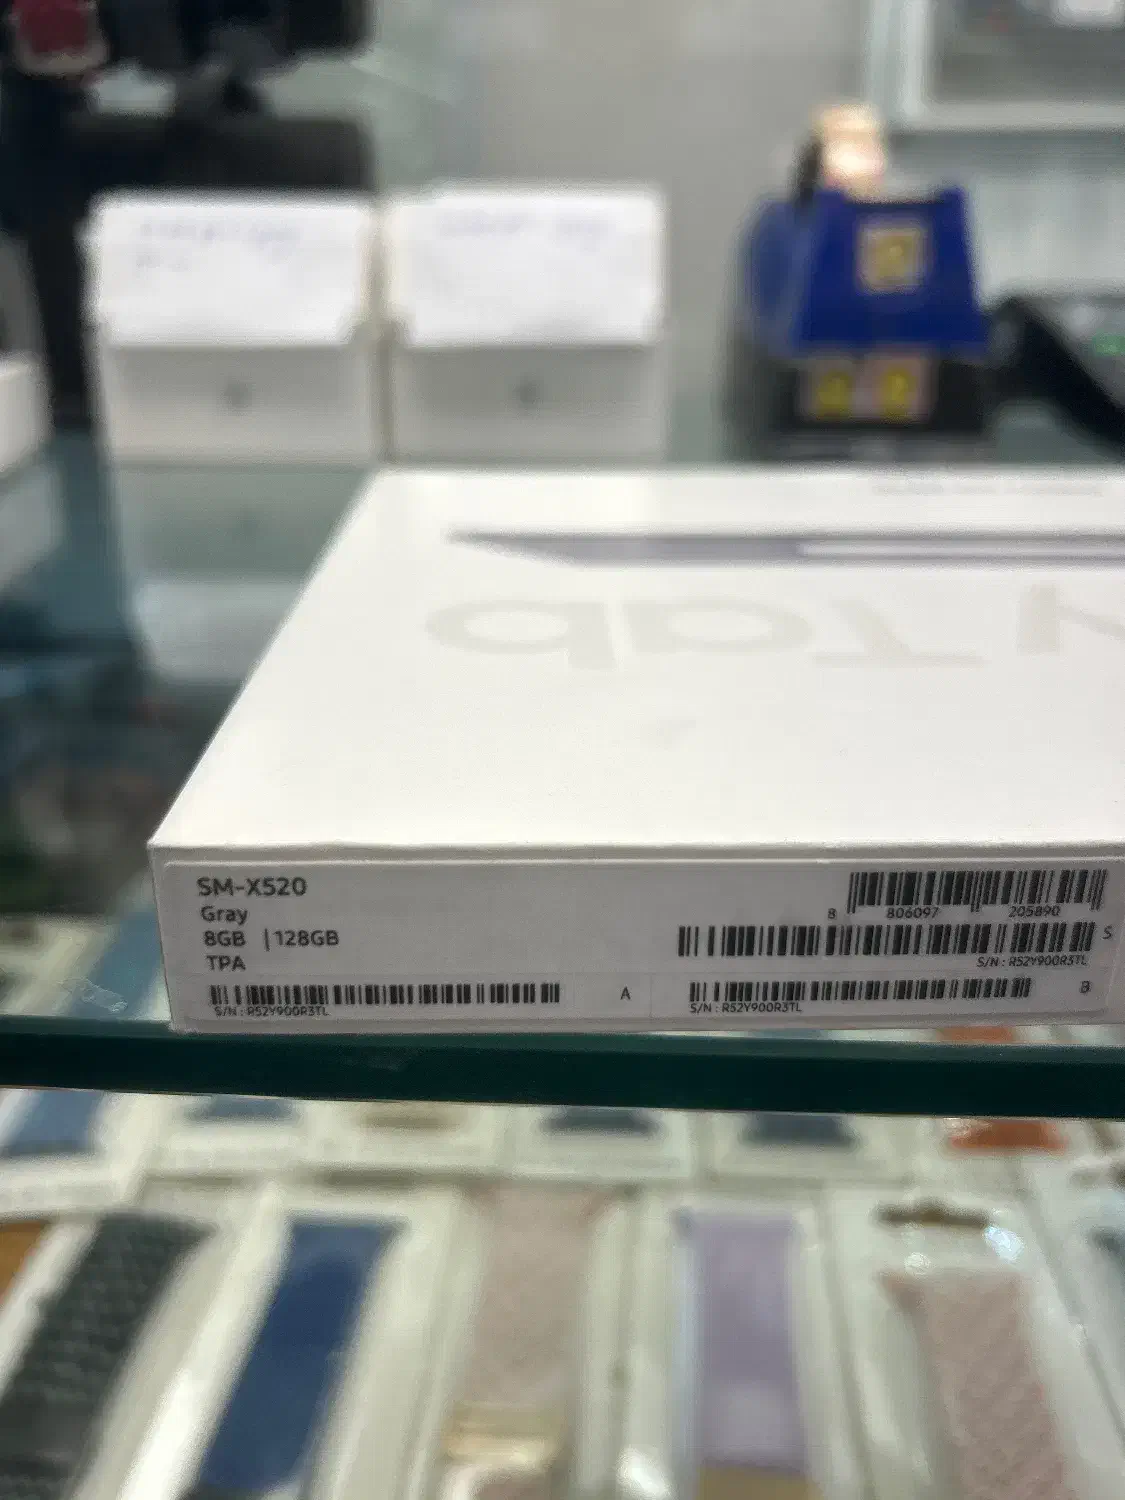 Tab
SM-X520
Gray
8GB | 128GB
TPA
8 806097 205890
S
S/N : R52Y900R3TL
S/N : R52Y900R3TL
A
S/N : R52Y900R3TL
B